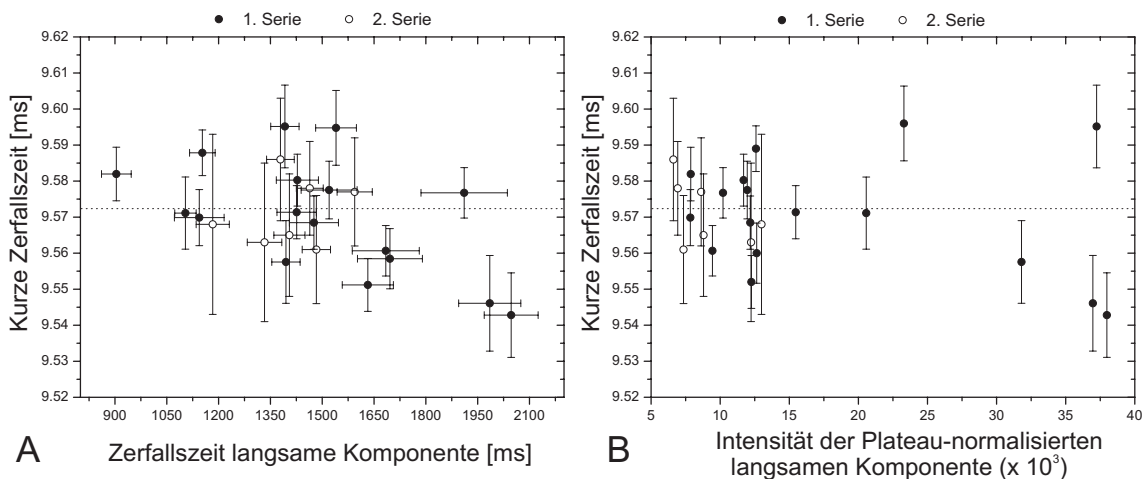 1. Serie 2. Serie
Kurze Zerfallszeit [ms]
9.62
9.61
9.60
9.59
9.58
9.57
9.56
9.55
9.54
9.53
9.52
900 1050 1200 1350 1500 1650 1800 1950 2100
A
Zerfallszeit langsame Komponente [ms]
1. Serie 2. Serie
Kurze Zerfallszeit [ms]
9.62
9.61
9.60
9.59
9.58
9.57
9.56
9.55
9.54
9.53
9.52
5 10 15 20 25 30 35 40
B
Intensität der Plateau-normalisierten
langsamen Komponente (x 10³)